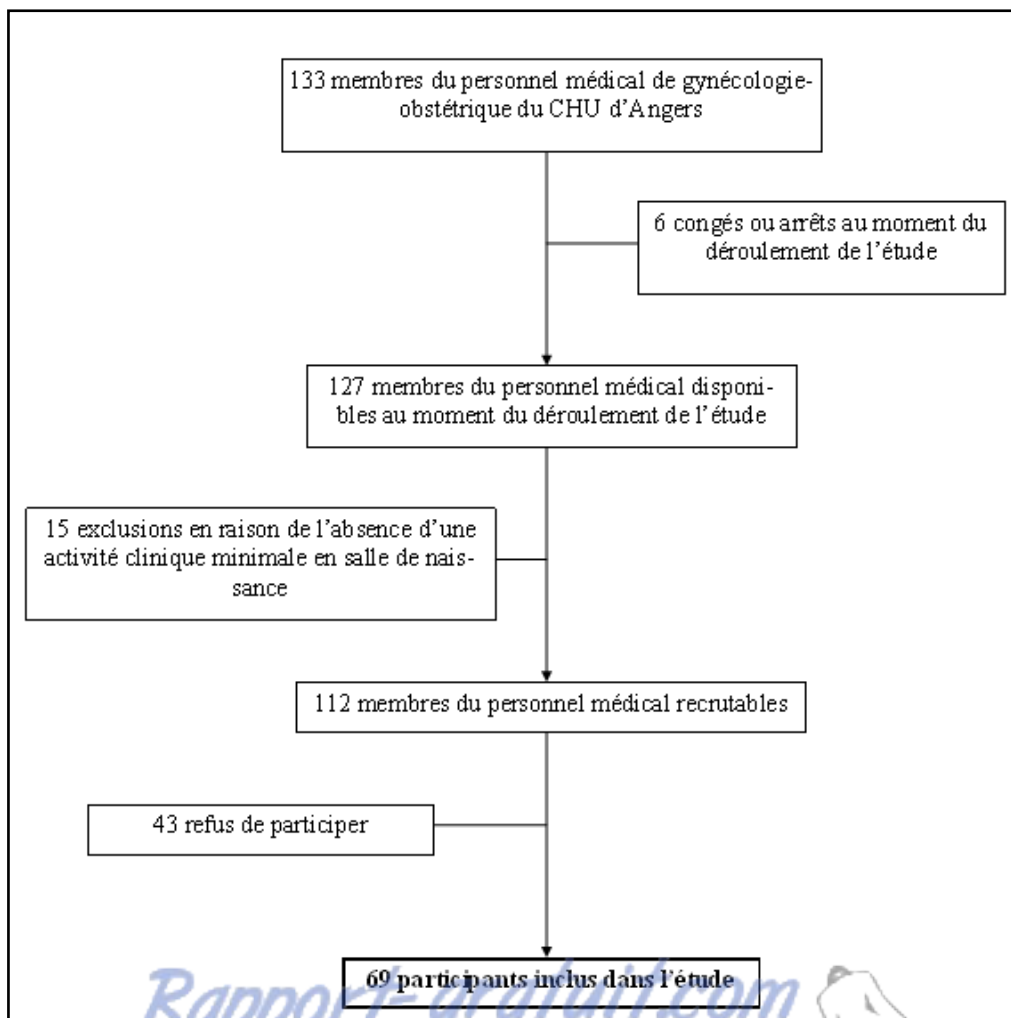 133 membres du personnel médical de gynécologie-
obstétrique du CHU d'Angers
6 congés ou arrêts au moment du
déroulement de l'étude
127 membres du personnel médical disponi-
bles au moment du déroulement de l'étude
15 exclusions en raison de l'absence d'une
activité clinique minimale en salle de nais-
sance
112 membres du personnel médical recrutables
43 refus de participer
69 participants inclus dans l'étude
Rapport-gratuit.com